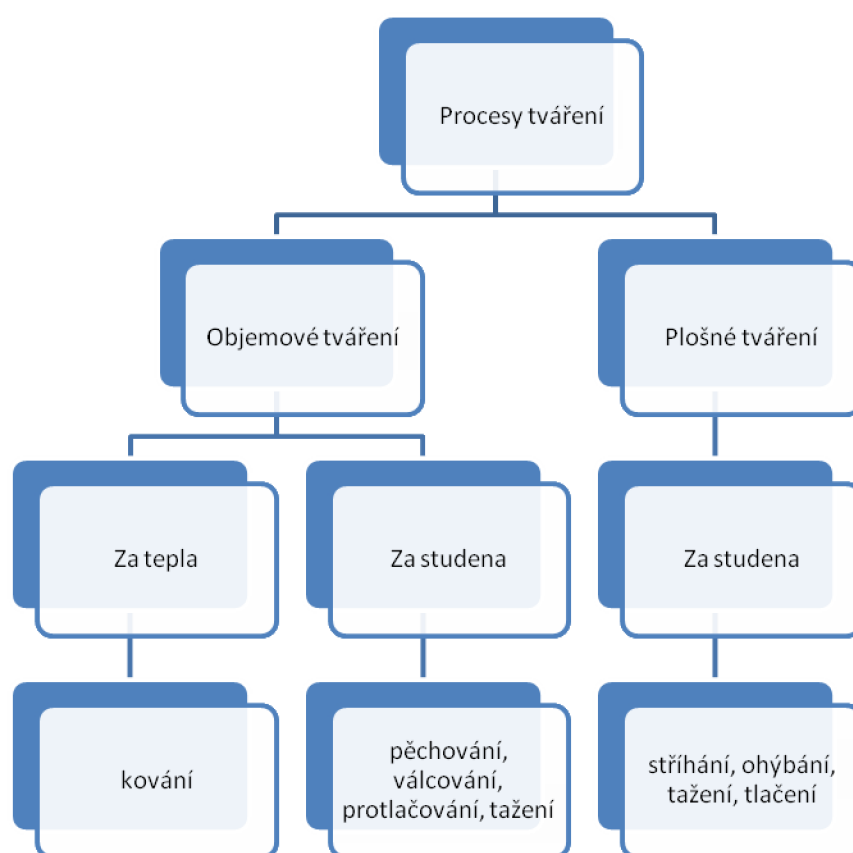 Procesy tváření
Objemové tváření
Plošné tváření
Za tepla
Za studena
Za studena
kování
pěchování,
válcování,
protlačování, tažení
stříhání, ohýbání,
tažení, tlačení